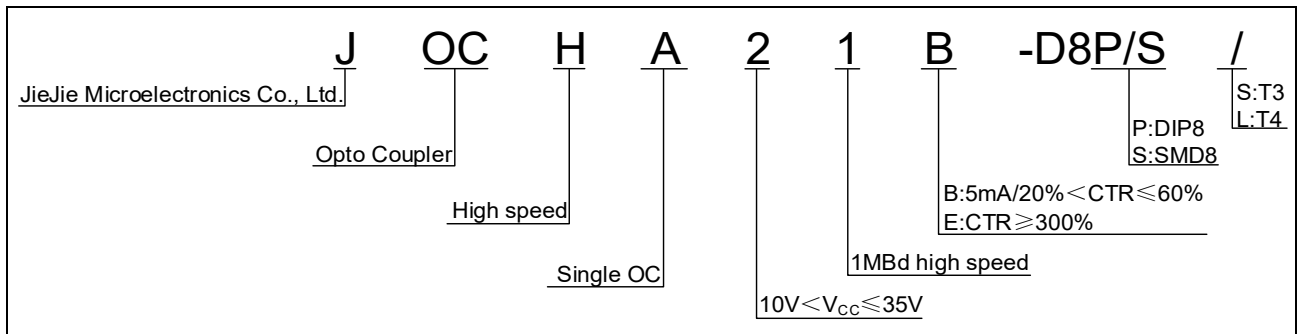 J OC H A 2 1 B -D8P/S /
JieJie Microelectronics Co., Ltd.
S:T3
L:T4
P:DIP8
S:SMD8
Opto Coupler
B:5mA/20%<CTR≤60%
E:CTR≥300%
High speed
1MBd high speed
Single OC
10V<VCC≤35V